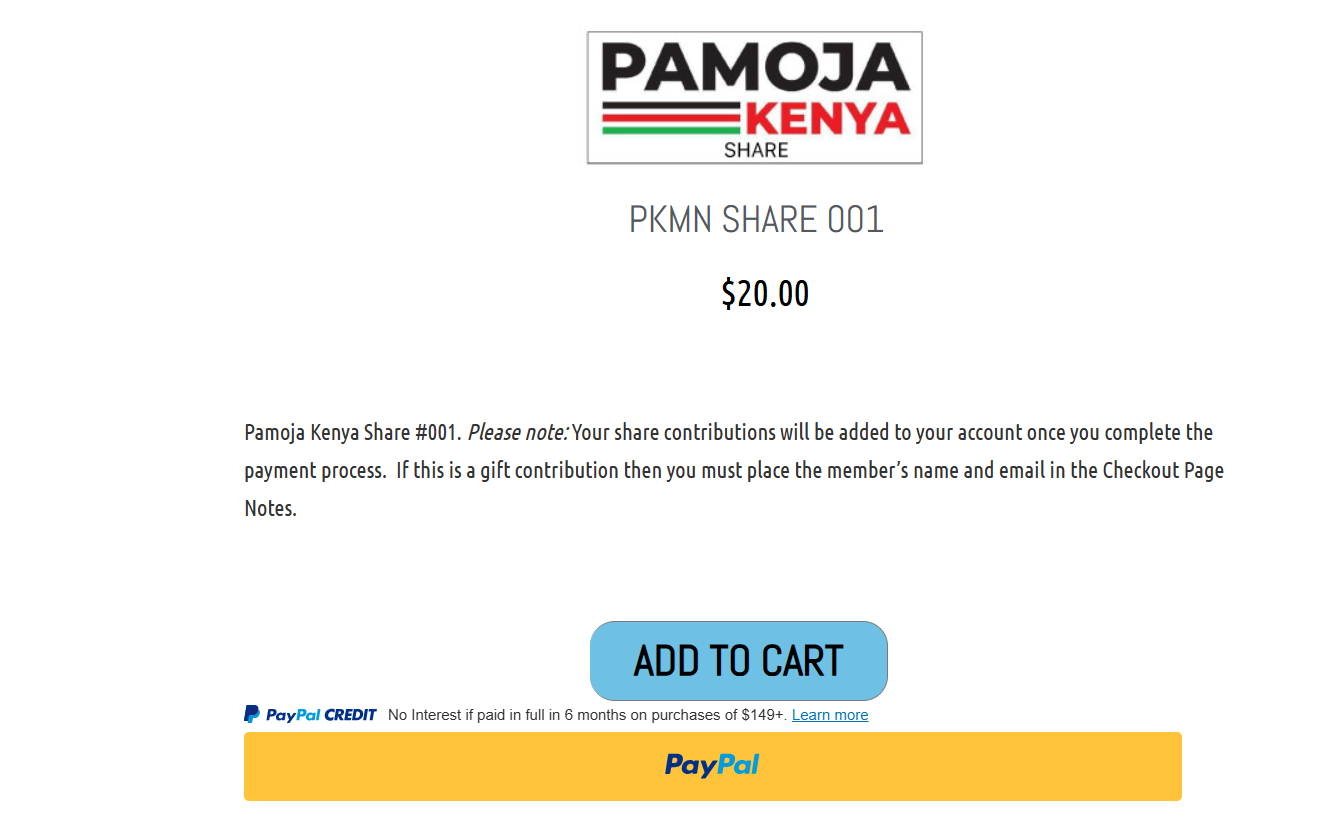 PAMOJA
KENYA
SHARE
PKMN SHARE 001
$20.00
Pamoja Kenya Share #001. Please note: Your share contributions will be added to your account once you complete the
payment process.  If this is a gift contribution then you must place the member’s name and email in the Checkout Page
Notes.
ADD TO CART
PayPal CREDIT No Interest if paid in full in 6 months on purchases of $149+. Learn more
PayPal